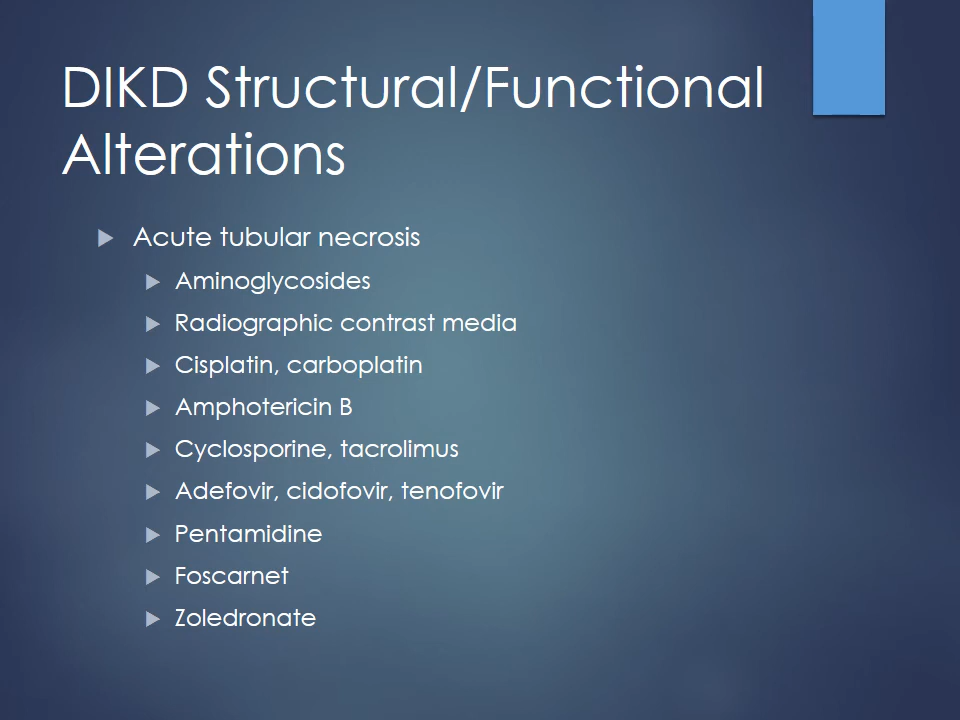 DIKD Structural/Functional
Alterations
Acute tubular necrosis
Aminoglycosides
Radiographic contrast media
Cisplatin, carboplatin
Amphotericin B
Cyclosporine, tacrolimus
Adefovir, cidofovir, tenofovir
Pentamidine
Foscarnet
Zoledronate